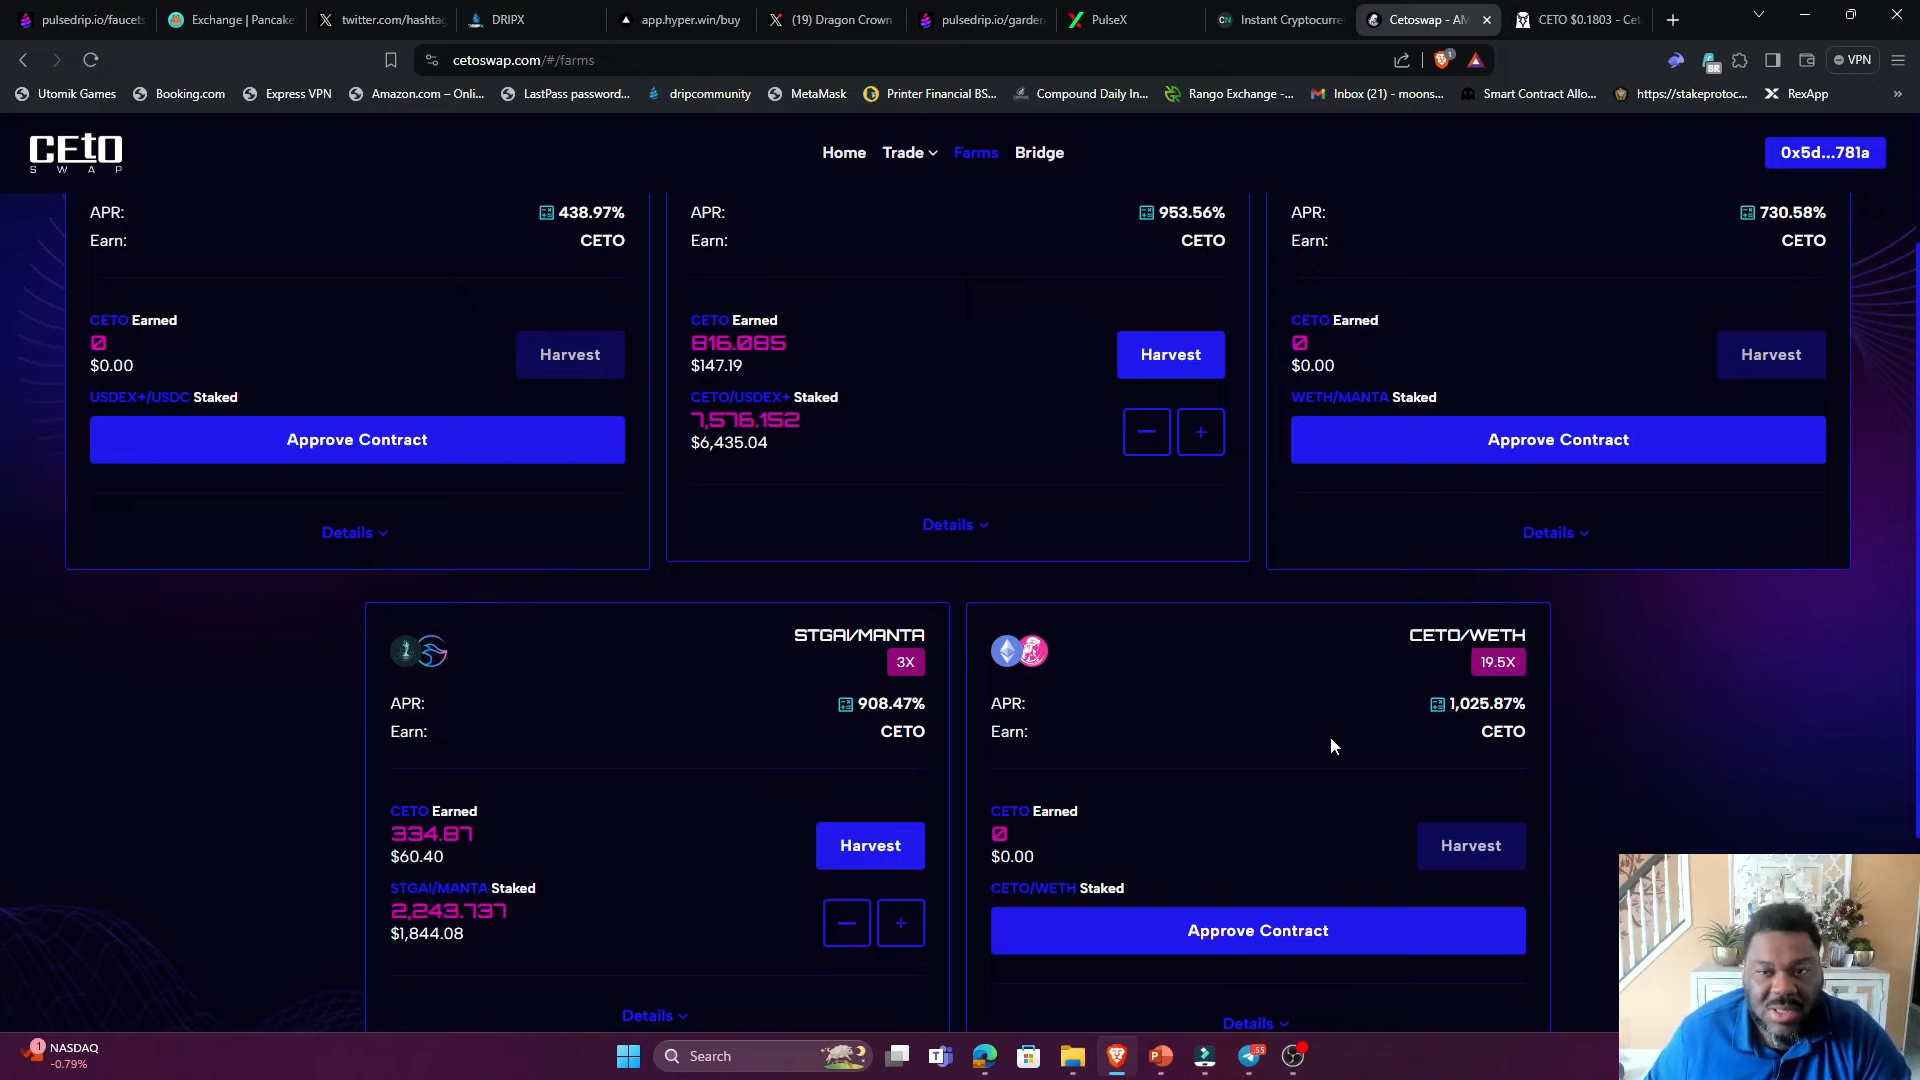 pulsedrip.io/faucets
Exchange | Pancake
twitter.com/hashtag
DRIPX
app.hyper.win/buy
(19) Dragon Crown
pulsedrip.io/garden
PulseX
Instant Cryptocurre
Cetoswap - AM
CETO $0.1803 - Cet
cetoswap.com/#/farms
1
BR
VPN
Utomik Games
Booking.com
Express VPN
Amazon.com – Onli...
LastPass password...
dripcommunity
MetaMask
Printer Financial BS...
Compound Daily In...
Rango Exchange -...
Inbox (21) - moons...
Smart Contract Allo...
https://stakeprotoc...
RexApp
CETO
SWAP
Home
Trade
Farms
Bridge
0x5d...781a
APR:
438.97%
Earn:
CETO
CETO Earned
0
$0.00
Harvest
USDEX+/USDC Staked
Approve Contract
Details
APR:
953.56%
Earn:
CETO
CETO Earned
816.085
$147.19
Harvest
CETO/USDEX+ Staked
7,576.152
$6,435.04
Details
APR:
730.58%
Earn:
CETO
CETO Earned
0
$0.00
Harvest
WETH/MANTA Staked
Approve Contract
Details
STGAI/MANTA
3X
APR:
908.47%
Earn:
CETO
CETO Earned
334.87
$60.40
Harvest
STGAI/MANTA Staked
2,243.737
$1,844.08
Details
CETO/WETH
19.5X
APR:
1,025.87%
Earn:
CETO
CETO Earned
0
$0.00
Harvest
CETO/WETH Staked
Approve Contract
Details
1
NASDAQ
-0.79%
Search
55